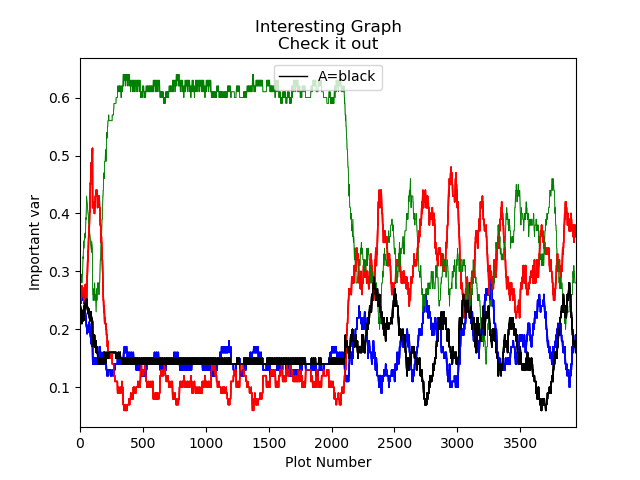 Interesting Graph
Check it out
A=black
Important var
0.6
0.5
0.4
0.3
0.2
0.1
0 500 1000 1500 2000 2500 3000 3500
Plot Number